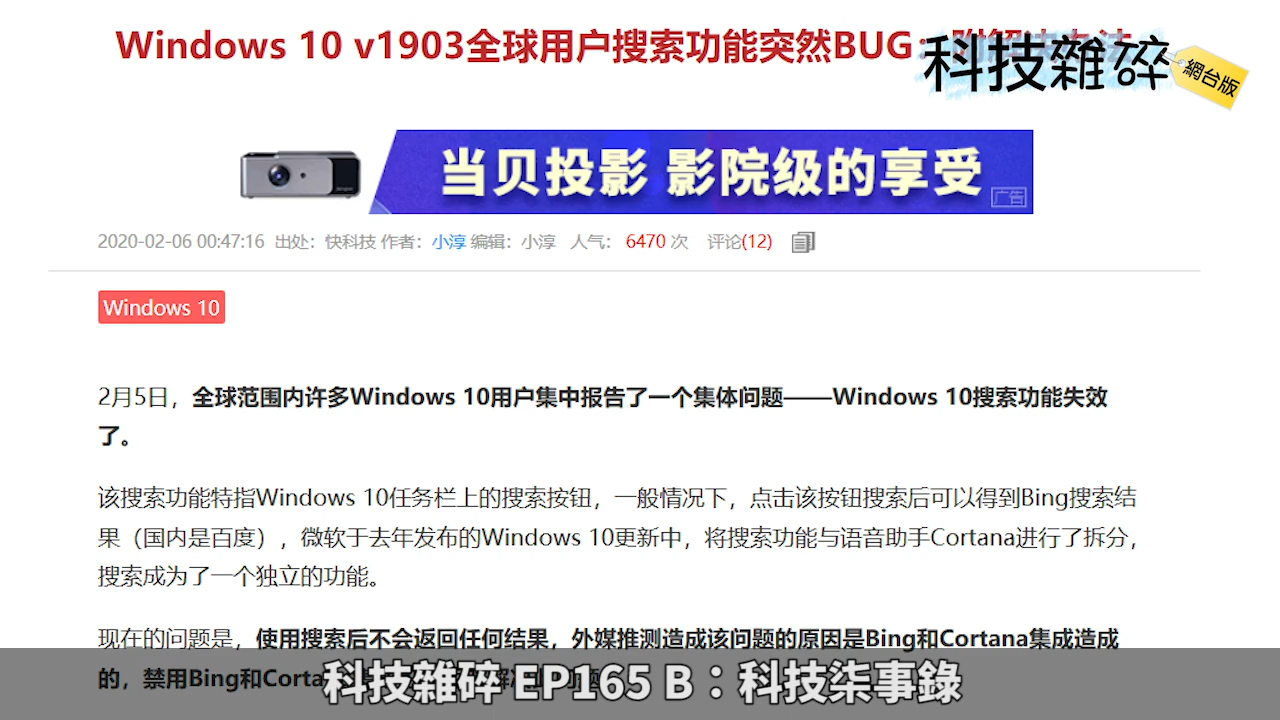 Windows 10 v1903全球用户搜索功能突然BUG：
科技雜碎
網台版
当贝投影 影院级的享受
广告
2020-02-06 00:47:16 出处：快科技 作者：小淳 编辑：小淳 人气： 6470 次 评论(12)
Windows 10
2月5日，全球范围内许多Windows 10用户集中报告了一个集体问题——Windows 10搜索功能失效
了。
该搜索功能特指Windows 10任务栏上的搜索按钮，一般情况下，点击该按钮搜索后可以得到Bing搜索结
果（国内是百度），微软于去年发布的Windows 10更新中，将搜索功能与语音助手Cortana进行了拆分，
搜索成为了一个独立的功能。
现在的问题是，使用搜索后不会返回任何结果，外媒推测造成该问题的原因是Bing和Cortana集成造成
的，禁用Bing和Corta
科技雜碎 EP165 B：科技柒事錄